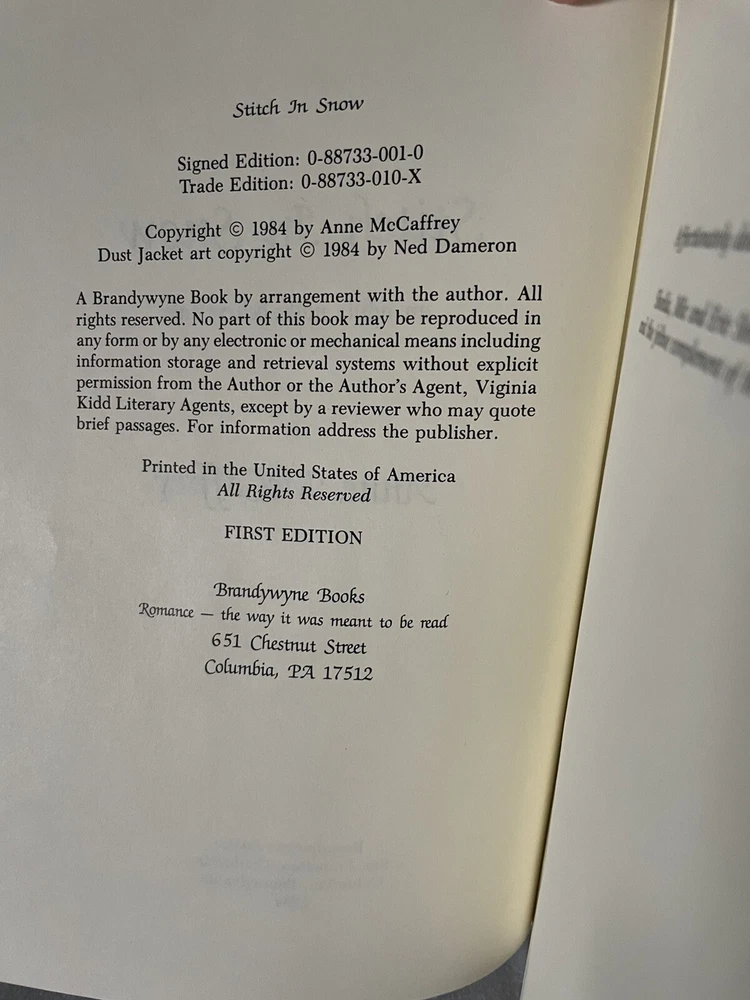 Stitch In Snow
Signed Edition: 0-88733-001-0
Trade Edition: 0-88733-010-X
Copyright © 1984 by Anne McCaffrey
Dust Jacket art copyright © 1984 by Ned Dameron
A Brandywyne Book by arrangement with the author. All
rights reserved. No part of this book may be reproduced in
any form or by any electronic or mechanical means including
information storage and retrieval systems without explicit
permission from the Author or the Author's Agent, Virginia
Kidd Literary Agents, except by a reviewer who may quote
brief passages. For information address the publisher.
Printed in the United States of America
All Rights Reserved
FIRST EDITION
Brandywyne Books
Romance — the way it was meant to be read
651 Chestnut Street
Columbia, PA 17512